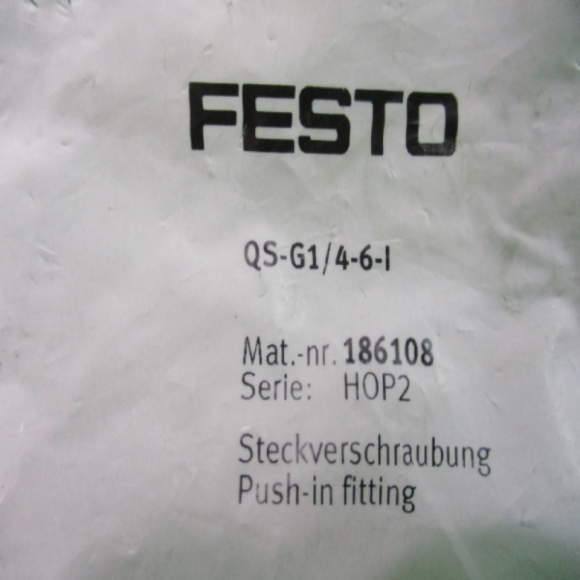 FESTO
QS-G1/4-6-I
Mat.-nr. 186108
Serie: HOP2
Steckverschraubung
Push-in fitting